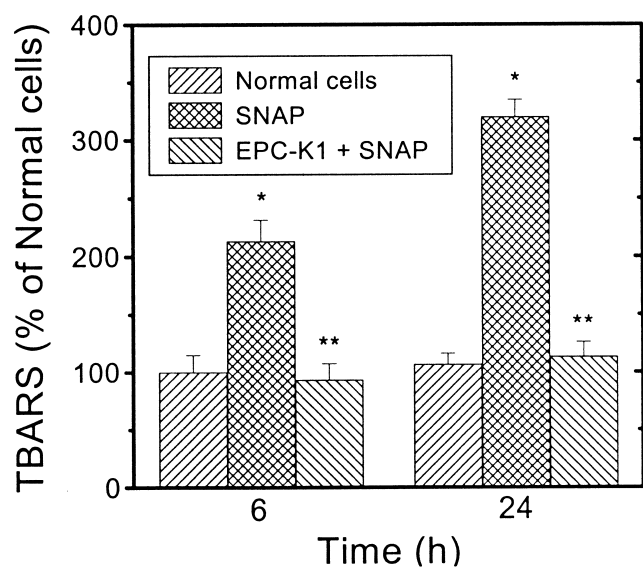 TBARS (% of Normal cells)
400
300
200
100
0
Normal cells
SNAP
EPC-K1 + SNAP
*
**
*
**
6
24
Time (h)